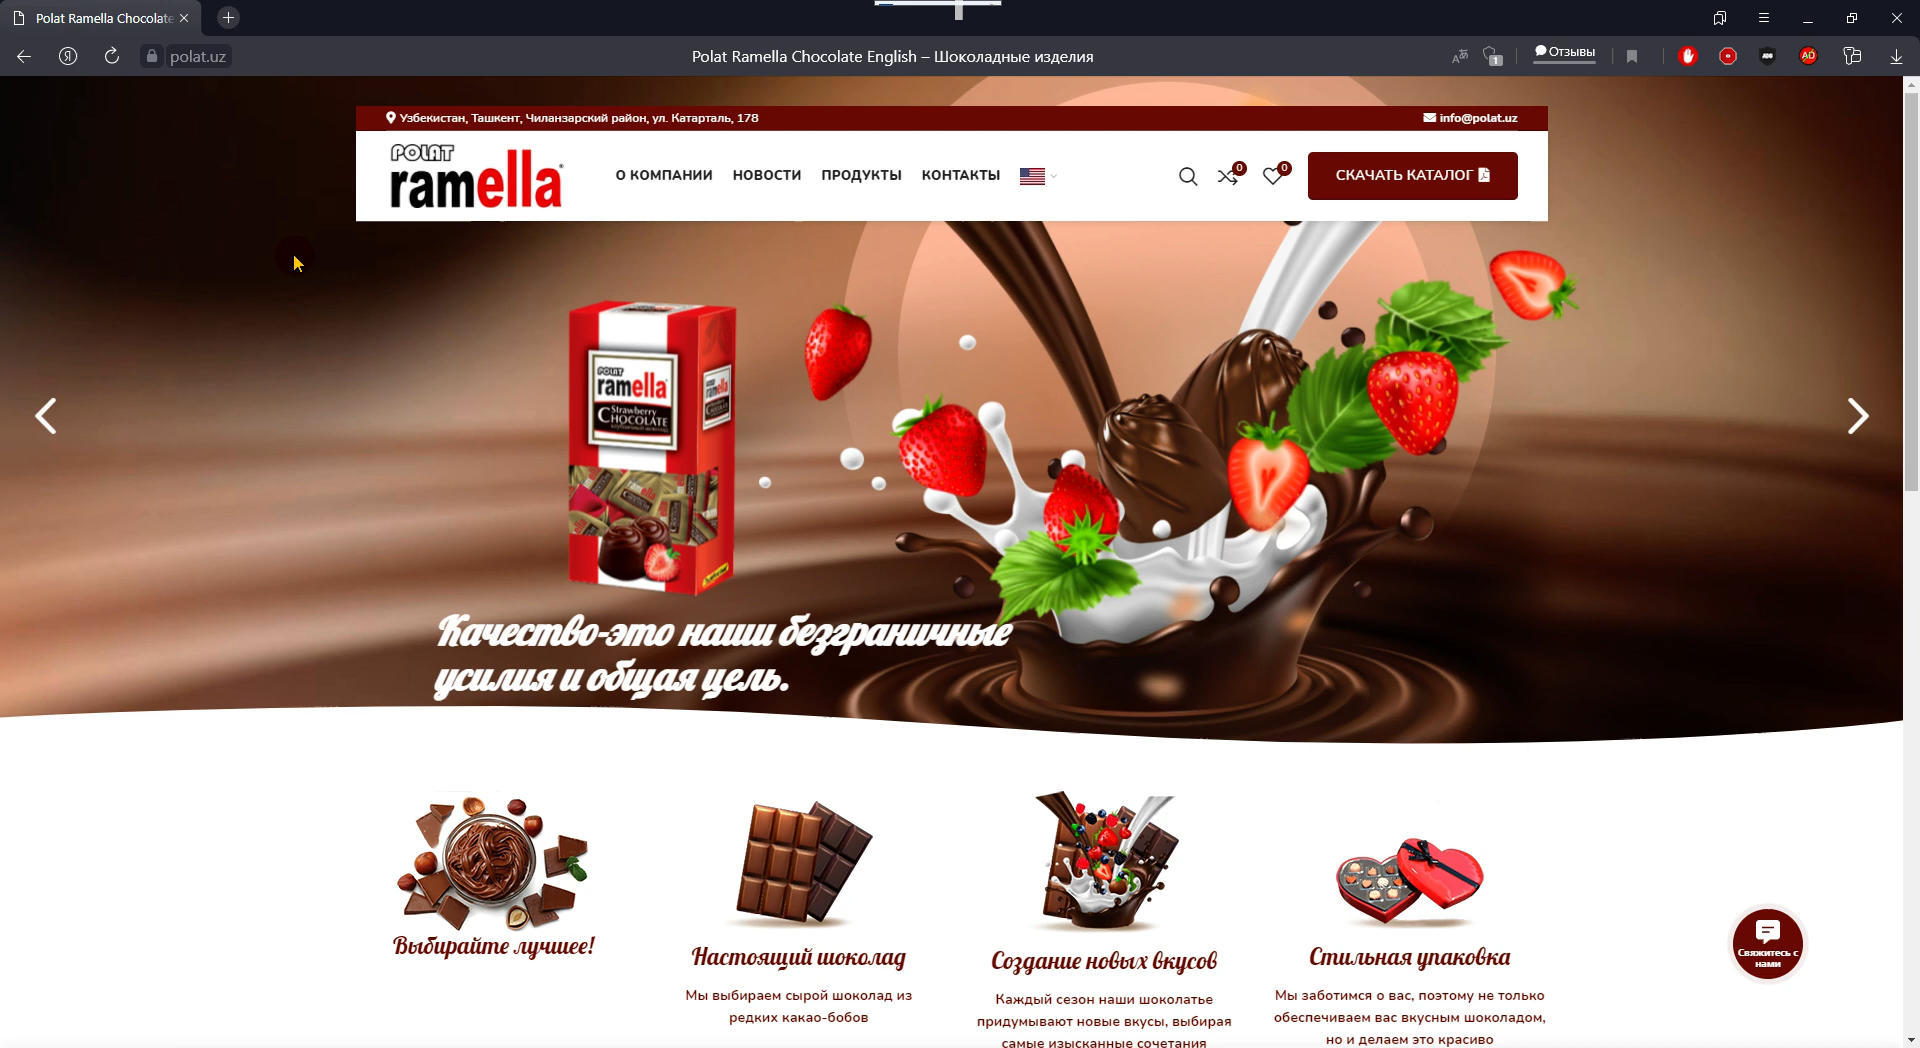 Polat Ramella Chocolate
polat.uz
Polat Ramella Chocolate English – Шоколадные изделия
Отзывы
1
Узбекистан, Ташкент, Чиланзарский район, ул. Катарталь, 178
info@polat.uz
POLAT
ramella
О КОМПАНИИ
НОВОСТИ
ПРОДУКТЫ
КОНТАКТЫ
0
0
СКАЧАТЬ КАТАЛОГ
POLAT
ramella
Strawberry
CHOCOLATE
ramella
Качество-это наши безграничные
усилия и общая цель.
Выбирайте лучшее!
Настоящий шоколад
Мы выбираем сырой шоколад из
редких какао-бобов
Создание новых вкусов
Каждый сезон наши шоколатье
придумывают новые вкусы, выбирая
самые изысканные сочетания
Стильная упаковка
Мы заботимся о вас, поэтому не только
обеспечиваем вас вкусным шоколадом,
но и делаем это красиво
Свяжитесь с
нами